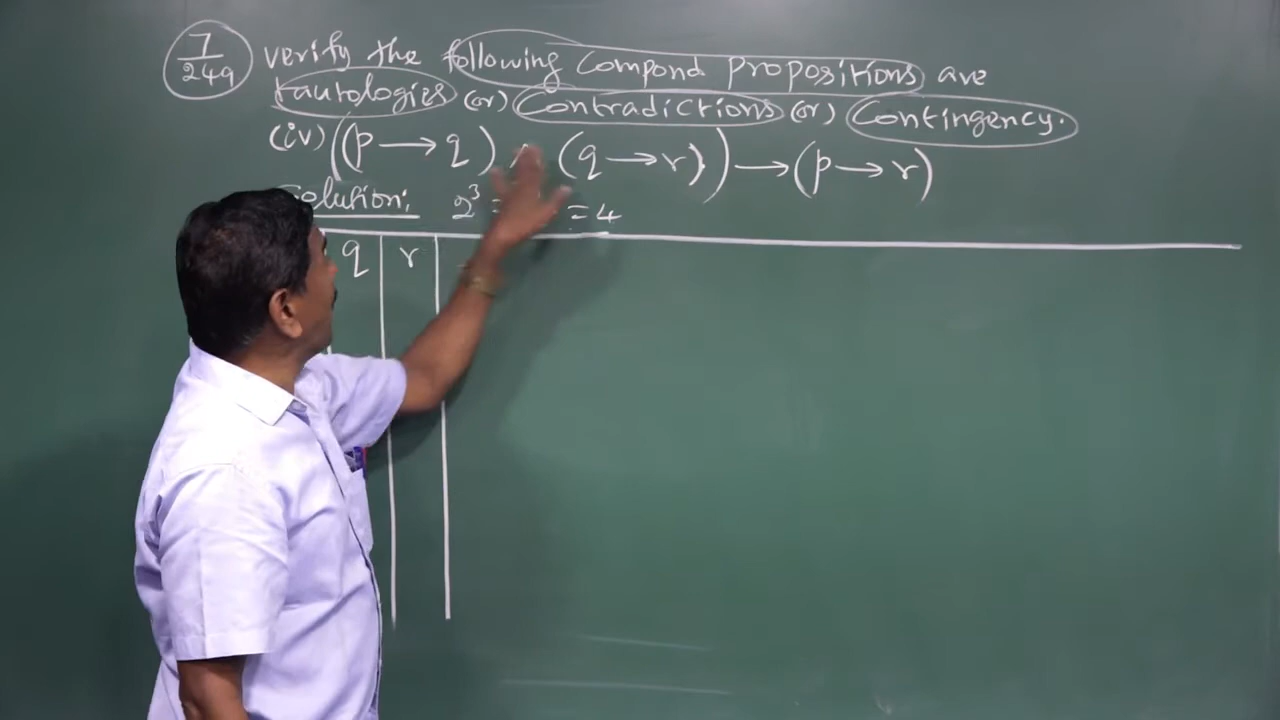 7/249 verify the following compond propositions are
tautologies (or) Contradictions (or) Contingency.
(iv) ((p → q) ∧ (q → r)) → (p → r)
Solution: 2³ = = 4
q r